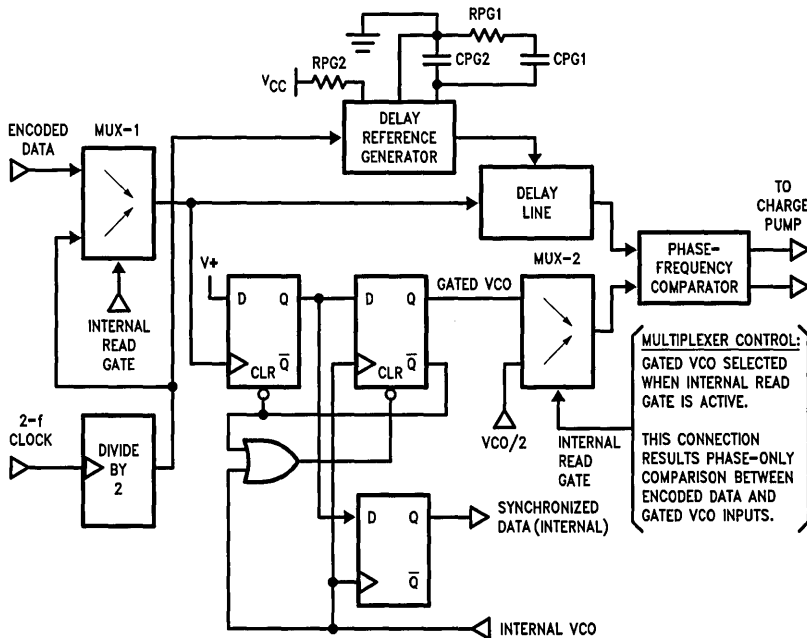 RPG1
RPG2
CPG2
CPG1
VCC
DELAY
REFERENCE
GENERATOR
ENCODED
DATA
MUX-1
DELAY
LINE
TO
CHARGE
PUMP
PHASE-
FREQUENCY
COMPARATOR
V+
INTERNAL
READ
GATE
D Q
Q
CLR
D Q
Q
CLR
GATED VCO
MUX-2
MULTIPLEXER CONTROL:
GATED VCO SELECTED
WHEN INTERNAL READ
GATE IS ACTIVE.
THIS CONNECTION
RESULTS PHASE-ONLY
COMPARISON BETWEEN
ENCODED DATA AND
GATED VCO INPUTS.
2-f
CLOCK
DIVIDE
BY
2
VCO/2
INTERNAL
READ
GATE
D Q
Q
SYNCHRONIZED
DATA (INTERNAL)
INTERNAL VCO